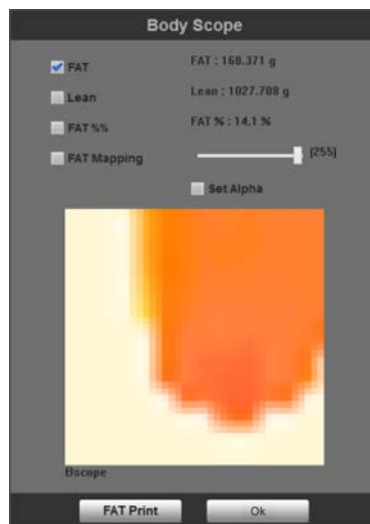 Body Scope
FAT
FAT : 168.371 g
Lean
Lean : 1027.708 g
FAT %%
FAT % : 14.1 %
FAT Mapping
[255]
Set Alpha
Bscope
FAT Print
Ok